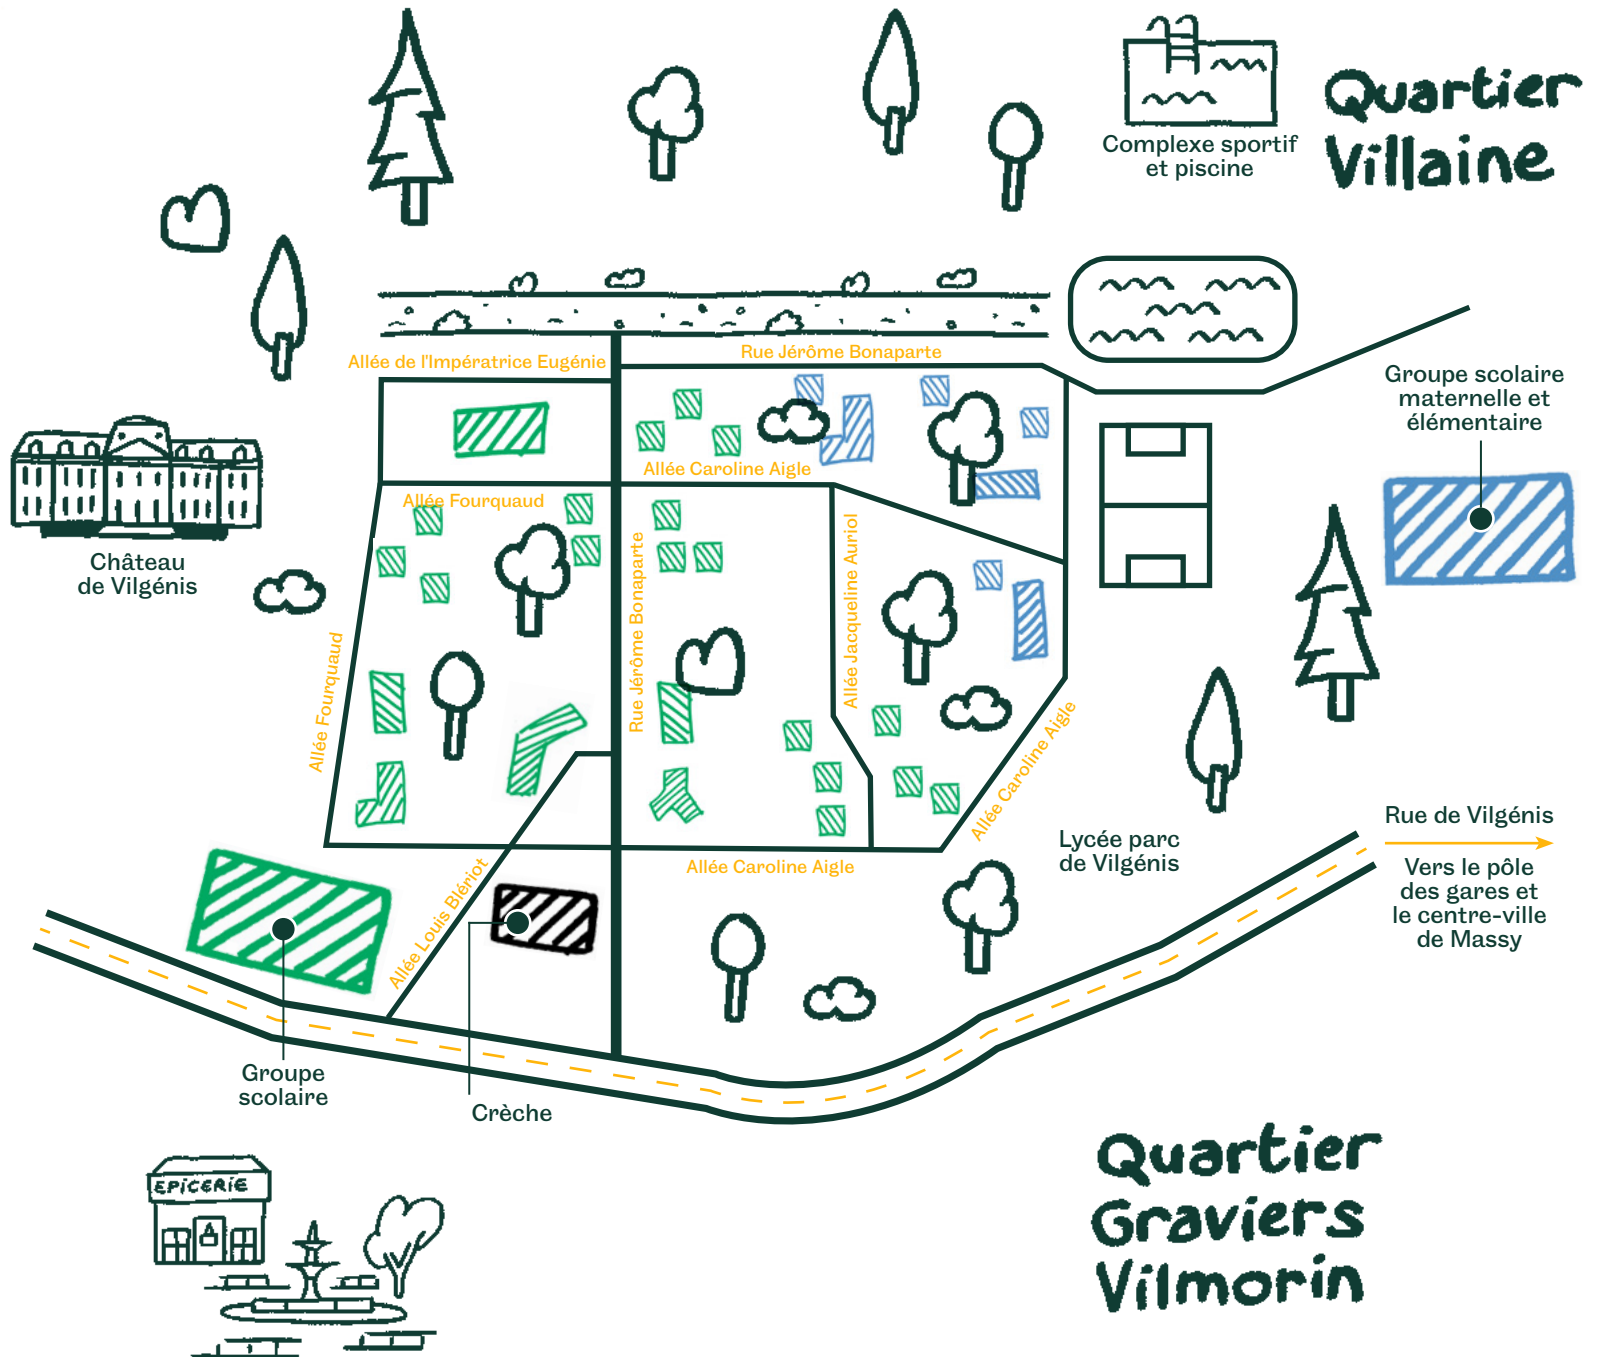 Quartier
Villaine
Complexe sportif
et piscine
Allée de l'Impératrice Eugénie
Rue Jérôme Bonaparte
Groupe scolaire
maternelle et
élémentaire
Allée Caroline Aigle
Allée Fourquaud
Château
de Vilgénis
Rue Jérôme Bonaparte
Allée Jacqueline Auriol
Allée Fourquaud
Allée Caroline Aigle
Rue de Vilgénis
Lycée parc
de Vilgénis
Vers le pôle
des gares et
le centre-ville
de Massy
Allée Caroline Aigle
Allée Louis Blériot
Groupe
scolaire
Crèche
Quartier
Graviers
Vilmorin
EPiCERiE